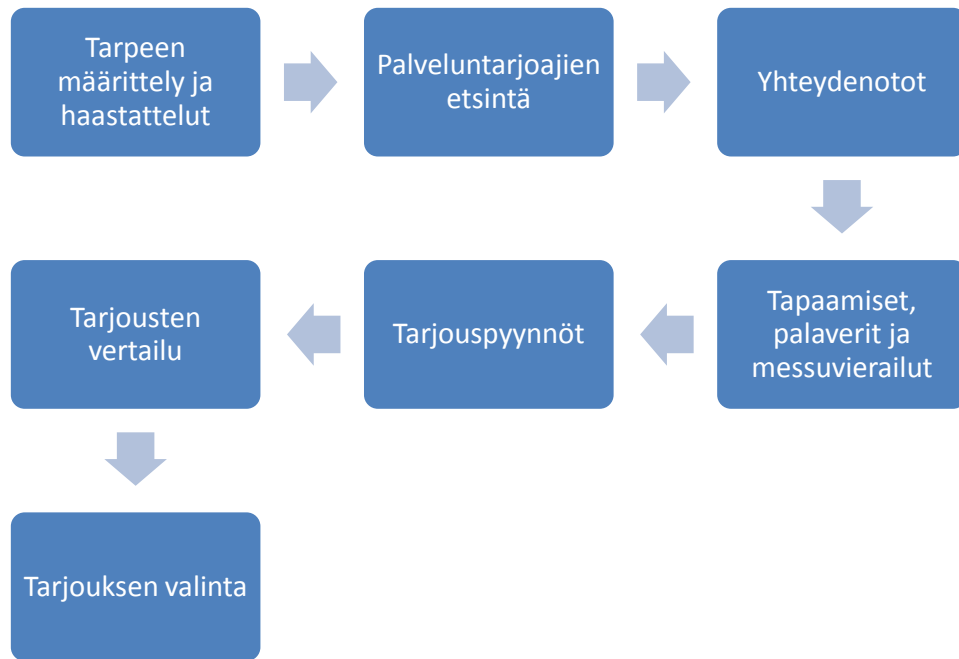 Tarpeen
määrittely ja
haastattelut
Palveluntarjoajien
etsintä
Yhteydenotot
Tapaamiset,
palaverit ja
messuvierailut
Tarjouspyynnöt
Tarjousten
vertailu
Tarjouksen valinta